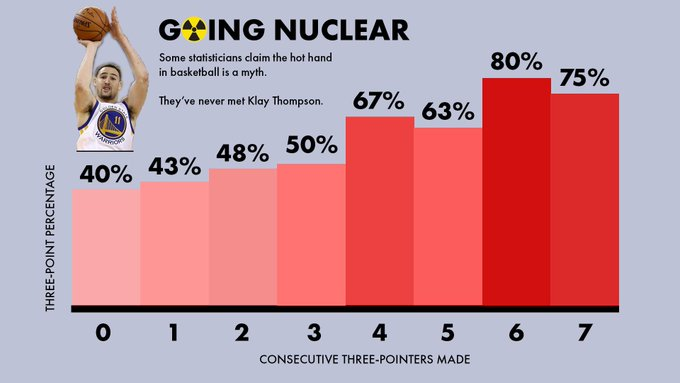 GOING NUCLEAR
Some statisticians claim the hot hand
in basketball is a myth.
They've never met Klay Thompson.
40%
43%
48%
50%
67%
63%
80%
75%
THREE-POINT PERCENTAGE
0
1
2
3
4
5
6
7
CONSECUTIVE THREE-POINTERS MADE
WARRIORS
11